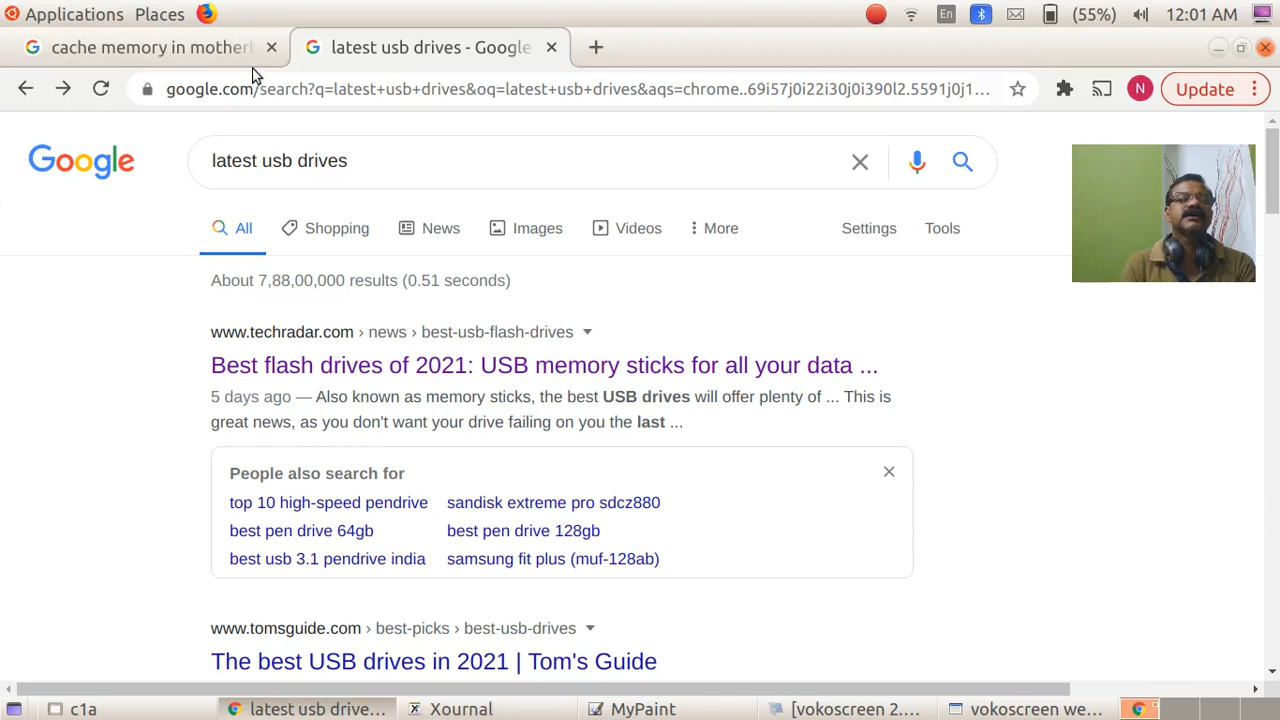 Applications Places En (55%) 12:01 AM
cache memory in mother latest usb drives - Google
google.com/search?q=latest+usb+drives&oq=latest+usb+drives&aqs=chrome..69i57j0i22i30j0i390l2.5591j0j1... N Update
Google latest usb drives
All Shopping News Images Videos More Settings Tools
About 7,88,00,000 results (0.51 seconds)
www.techradar.com › news › best-usb-flash-drives
Best flash drives of 2021: USB memory sticks for all your data ...
5 days ago — Also known as memory sticks, the best USB drives will offer plenty of ... This is
great news, as you don't want your drive failing on you the last ...
People also search for
top 10 high-speed pendrive sandisk extreme pro sdcz880
best pen drive 64gb best pen drive 128gb
best usb 3.1 pendrive india samsung fit plus (muf-128ab)
www.tomsguide.com › best-picks › best-usb-drives
The best USB drives in 2021 | Tom's Guide
c1a latest usb drive... Xournal MyPaint [vokoscreen 2.... vokoscreen we...